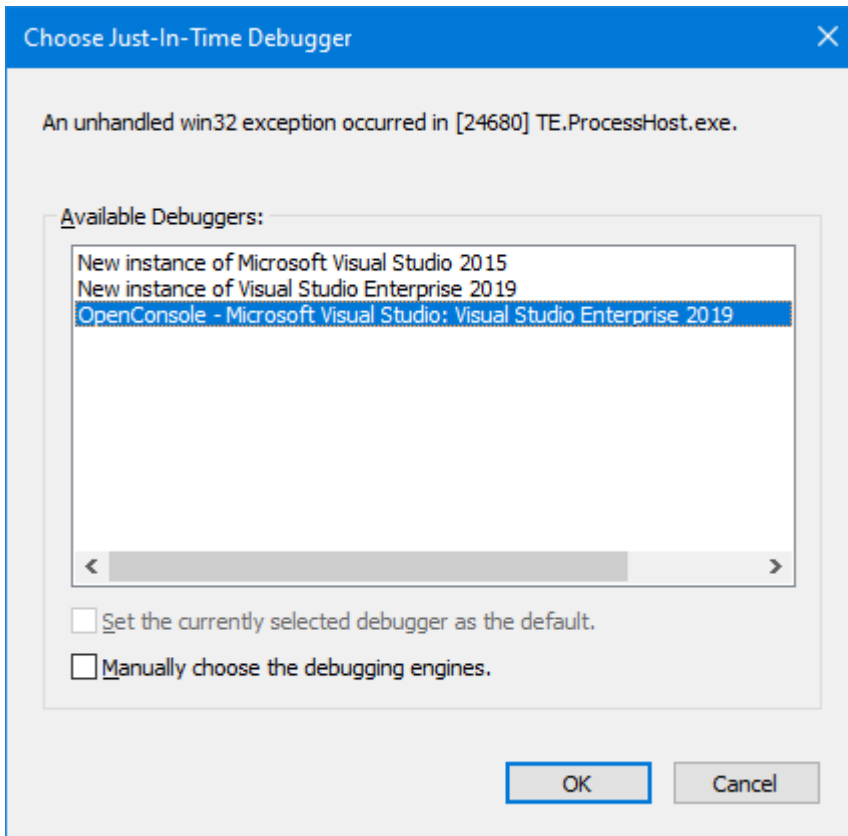 Choose Just-In-Time Debugger
An unhandled win32 exception occurred in [24680] TE.ProcessHost.exe.
Available Debuggers:
New instance of Microsoft Visual Studio 2015
New instance of Visual Studio Enterprise 2019
OpenConsole - Microsoft Visual Studio: Visual Studio Enterprise 2019
Set the currently selected debugger as the default.
Manually choose the debugging engines.
OK Cancel